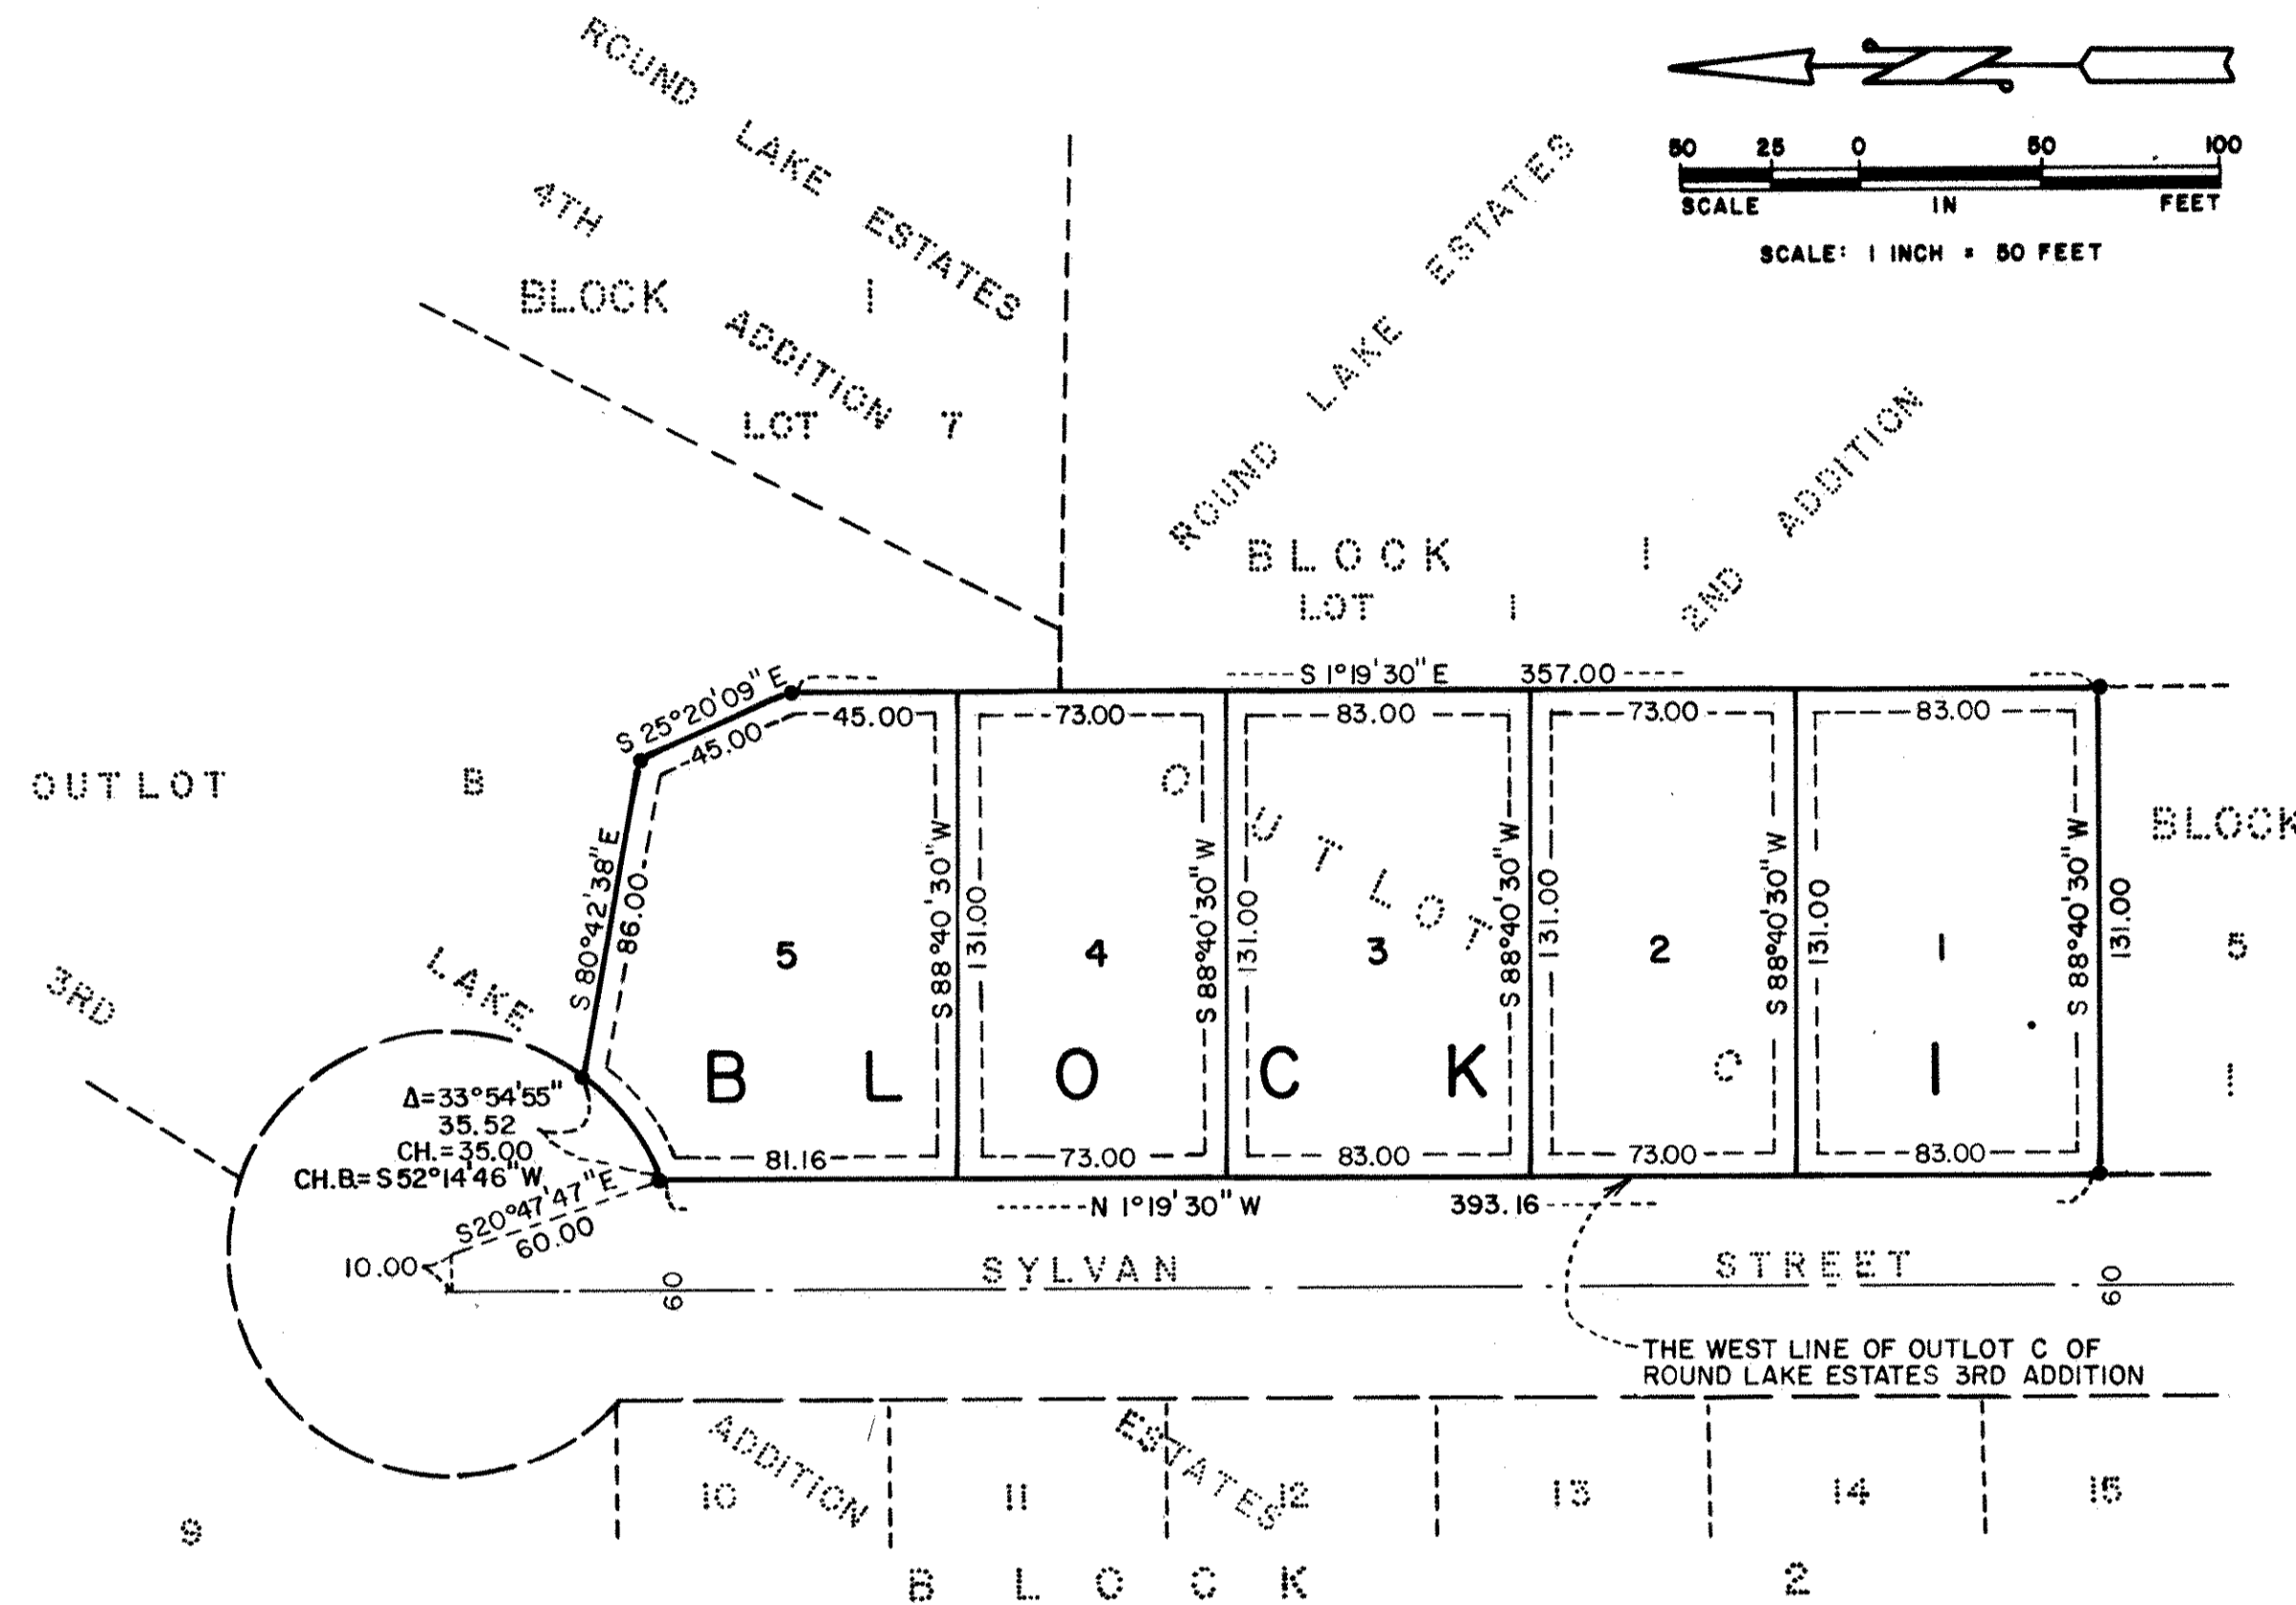 ROUND LAKE ESTATES
4TH ADDITION
BLOCK 1
LOT 7
50 25 0 50 100
SCALE IN FEET
SCALE: 1 INCH = 50 FEET
ROUND LAKE ESTATES
2ND ADDITION
BLOCK 1
LOT 1
S 1°19'30" E 357.00
S 25°20'09" E
45.00
45.00
73.00
83.00
73.00
83.00
OUTLOT B
S 80°42'38" E
86.00
S 88°40'30" W
131.00
S 88°40'30" W
131.00
S 88°40'30" W
131.00
S 88°40'30" W
131.00
S 88°40'30" W
131.00
OUTLOT C
5 4 3 2 1
BLOCK 3
1
BLOCK 1
3RD
LAKE
Δ=33°54'55"
35.52
CH.=35.00
CH.B.=S 52°14'46" W
S20°47'47"E
60.00
10.00
81.16
73.00
83.00
73.00
83.00
N 1°19'30" W 393.16
SYLVAN STREET
60
60
THE WEST LINE OF OUTLOT C OF
ROUND LAKE ESTATES 3RD ADDITION
ADDITION
ESTATES
9 10 11 12 13 14 15
BLOCK 2